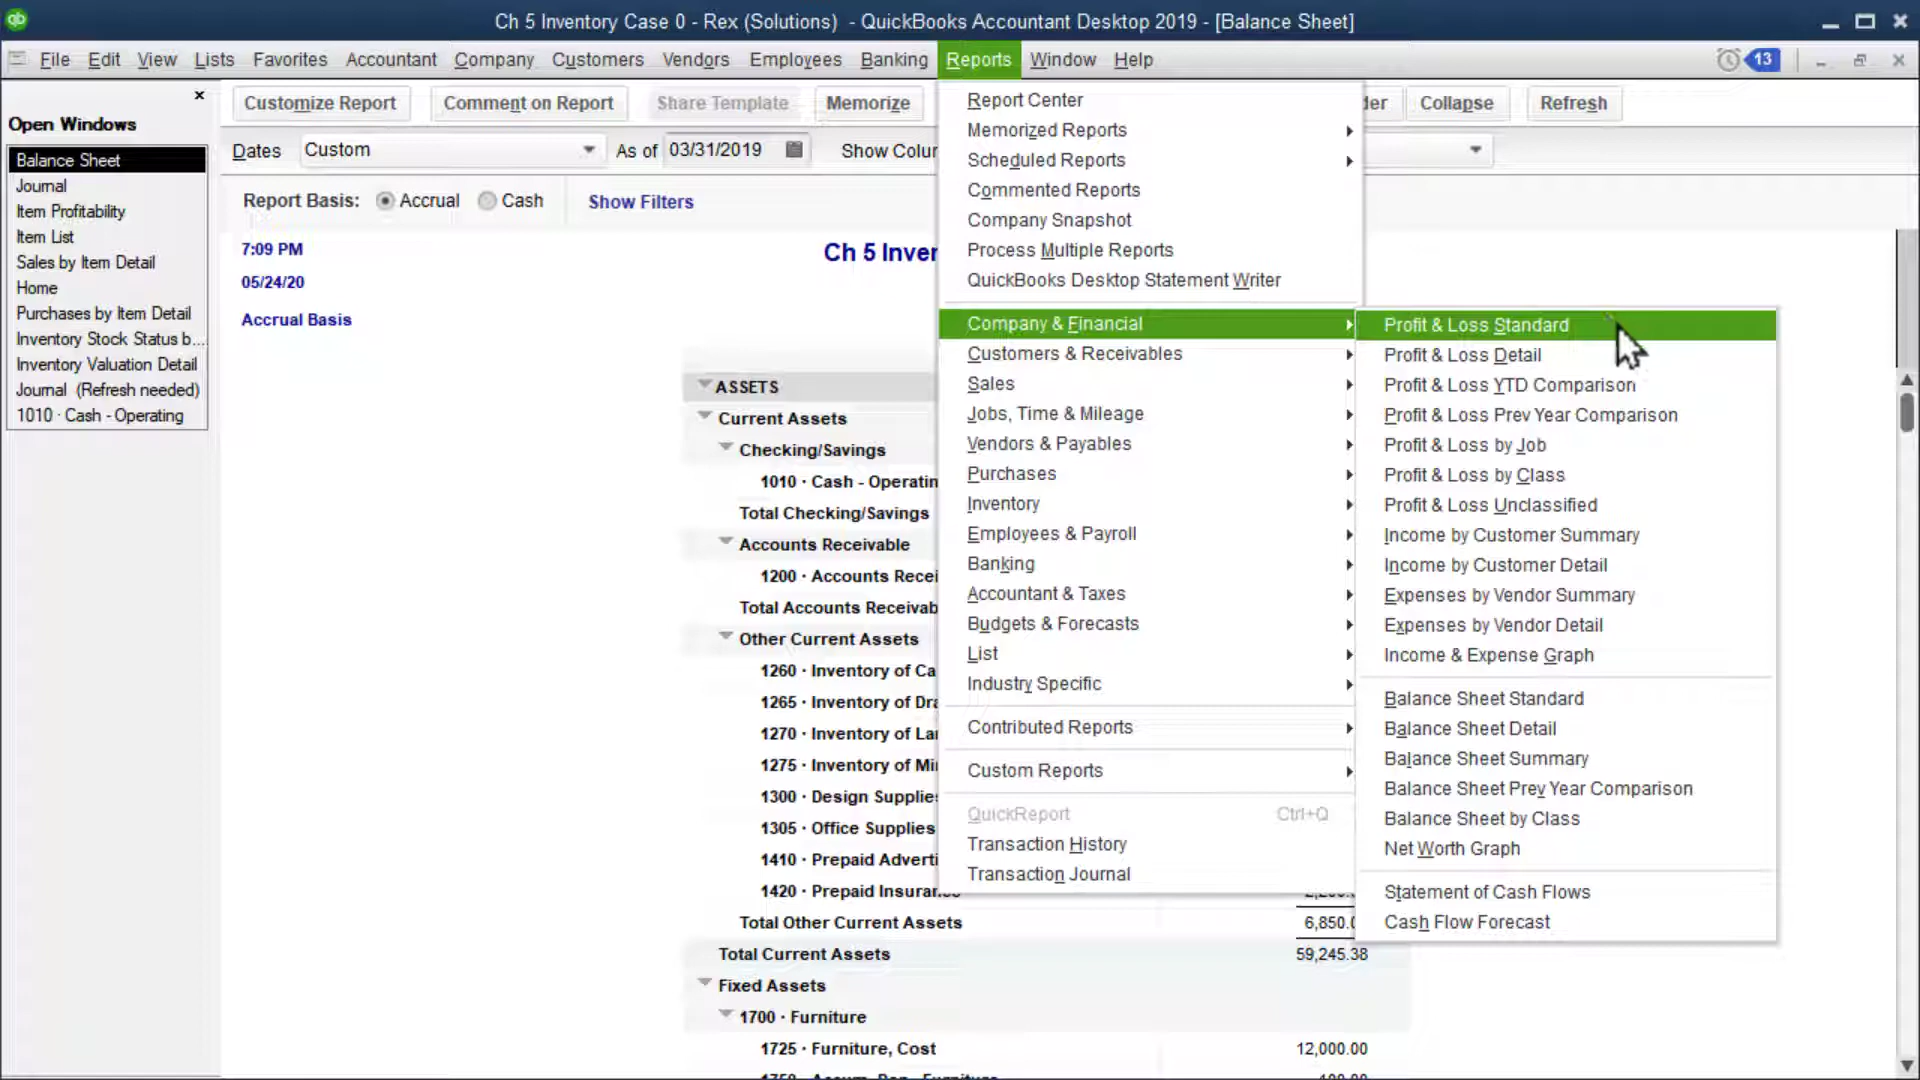 qb
Ch 5 Inventory Case 0 - Rex (Solutions) - QuickBooks Accountant Desktop 2019 - [Balance Sheet]
File Edit View Lists Favorites Accountant Company Customers Vendors Employees Banking Reports Window Help 13
Customize Report Comment on Report Share Template Memorize der Collapse Refresh
Dates Custom As of 03/31/2019 Show Colur
Report Basis: Accrual Cash Show Filters
Open Windows
Balance Sheet
Journal
Item Profitability
Item List
Sales by Item Detail
Home
Purchases by Item Detail
Inventory Stock Status b....
Inventory Valuation Detail
Journal (Refresh needed)
1010 · Cash - Operating
7:09 PM
05/24/20
Accrual Basis
Ch 5 Inver
ASSETS
Current Assets
Checking/Savings
1010 · Cash - Operatin
Total Checking/Savings
Accounts Receivable
1200 · Accounts Recei
Total Accounts Receivab
Other Current Assets
1260 · Inventory of Ca
1265 · Inventory of Dra
1270 · Inventory of Lar
1275 · Inventory of Mi
1300 · Design Supplies
1305 · Office Supplies
1410 · Prepaid Adverti
1420 · Prepaid Insuranc
Total Other Current Assets 6,850.0
Total Current Assets 59,245.38
Fixed Assets
1700 · Furniture
1725 · Furniture, Cost 12,000.00
Report Center
Memorized Reports
Scheduled Reports
Commented Reports
Company Snapshot
Process Multiple Reports
QuickBooks Desktop Statement Writer
Company & Financial
Customers & Receivables
Sales
Jobs, Time & Mileage
Vendors & Payables
Purchases
Inventory
Employees & Payroll
Banking
Accountant & Taxes
Budgets & Forecasts
List
Industry Specific
Contributed Reports
Custom Reports
QuickReport Ctrl+Q
Transaction History
Transaction Journal
Profit & Loss Standard
Profit & Loss Detail
Profit & Loss YTD Comparison
Profit & Loss Prev Year Comparison
Profit & Loss by Job
Profit & Loss by Class
Profit & Loss Unclassified
Income by Customer Summary
Income by Customer Detail
Expenses by Vendor Summary
Expenses by Vendor Detail
Income & Expense Graph
Balance Sheet Standard
Balance Sheet Detail
Balance Sheet Summary
Balance Sheet Prev Year Comparison
Balance Sheet by Class
Net Worth Graph
Statement of Cash Flows
Cash Flow Forecast